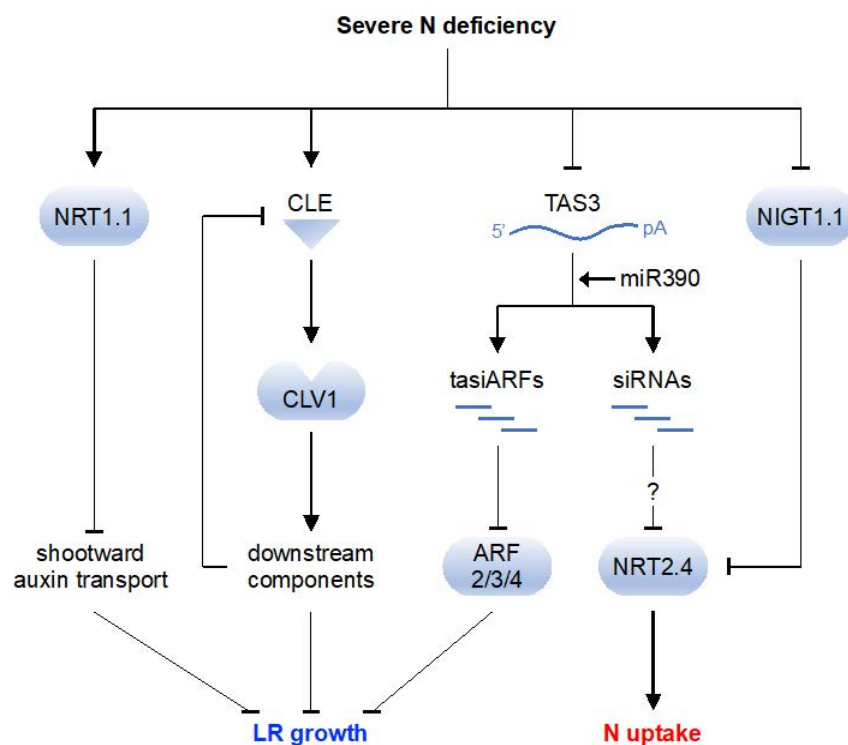 Severe N deficiency
NRT1.1
CLE
TAS3
NIGT1.1
5'
pA
miR390
CLV1
tasiARFs
siRNAs
?
shootward
auxin transport
downstream
components
ARF
2/3/4
NRT2.4
LR growth
N uptake